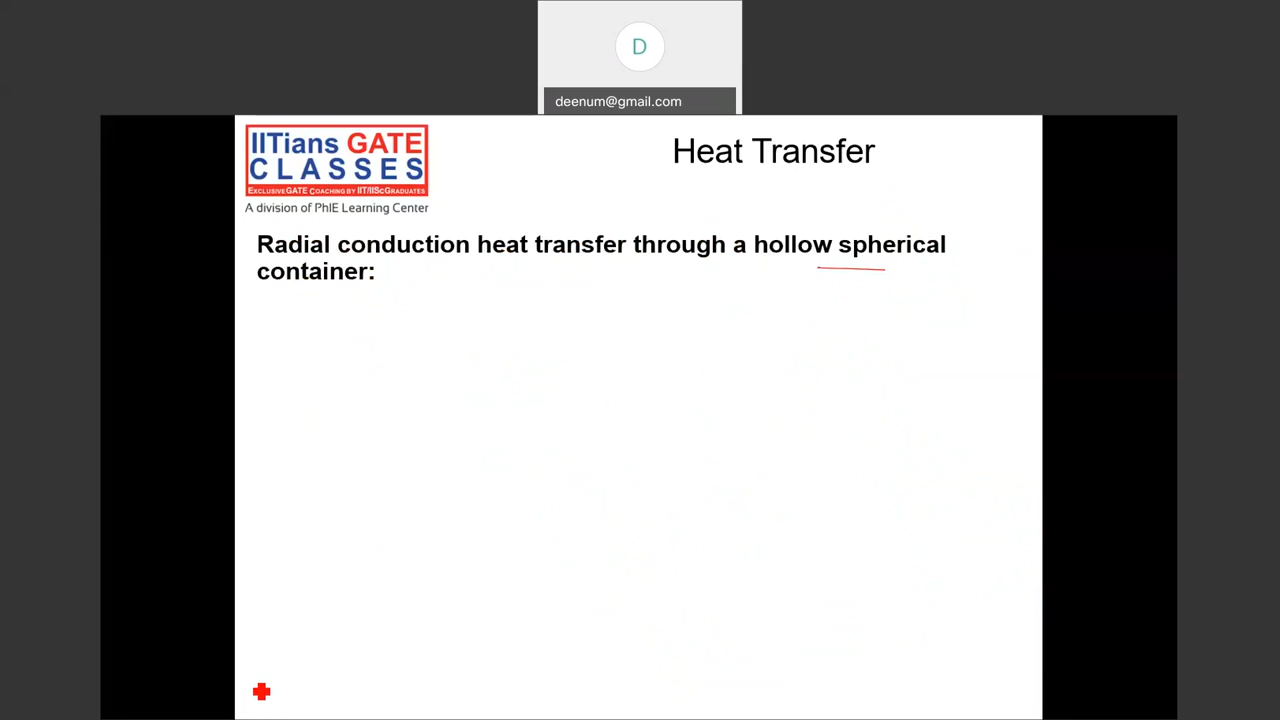 D
deenum@gmail.com
IITians GATE
CLASSES
EXCLUSIVE GATE COACHING BY IIT/IISc GRADUATES
A division of PhIE Learning Center
Heat Transfer
Radial conduction heat transfer through a hollow spherical
container: